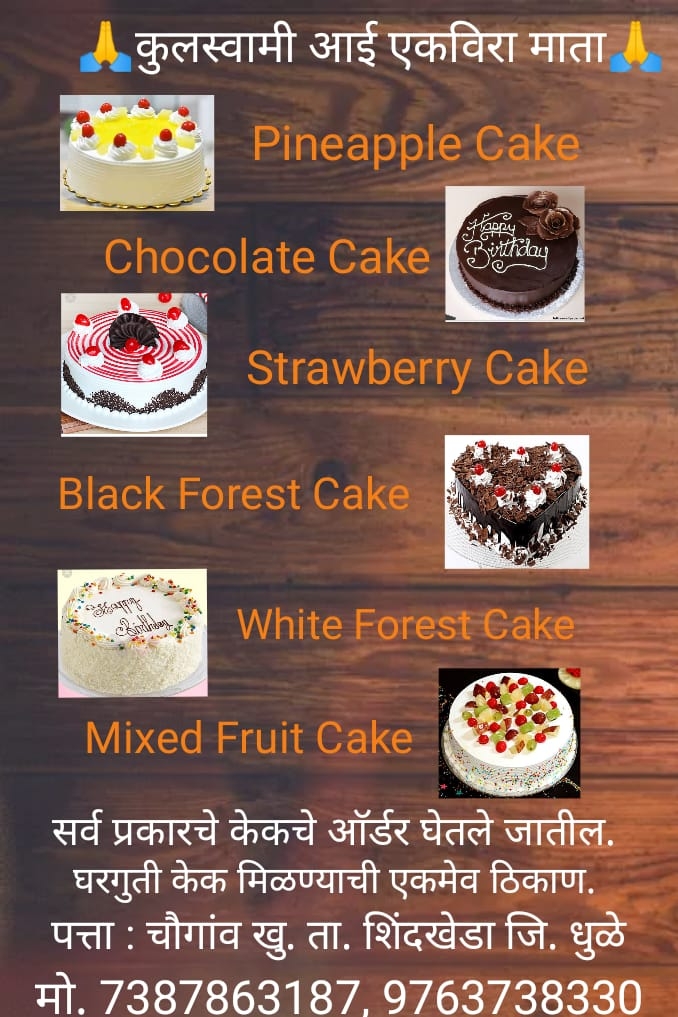 🙏कुलस्वामी आई एकविरा माता🙏
Pineapple Cake
Happy
Birthday
Chocolate Cake
Strawberry Cake
Black Forest Cake
Happy
Birthday
White Forest Cake
Mixed Fruit Cake
सर्व प्रकारचे केकचे ऑर्डर घेतले जातील.
घरगुती केक मिळण्याची एकमेव ठिकाण.
पत्ता : चौगांव खु. ता. शिंदखेडा जि. धुळे
मो. 7387863187, 9763738330